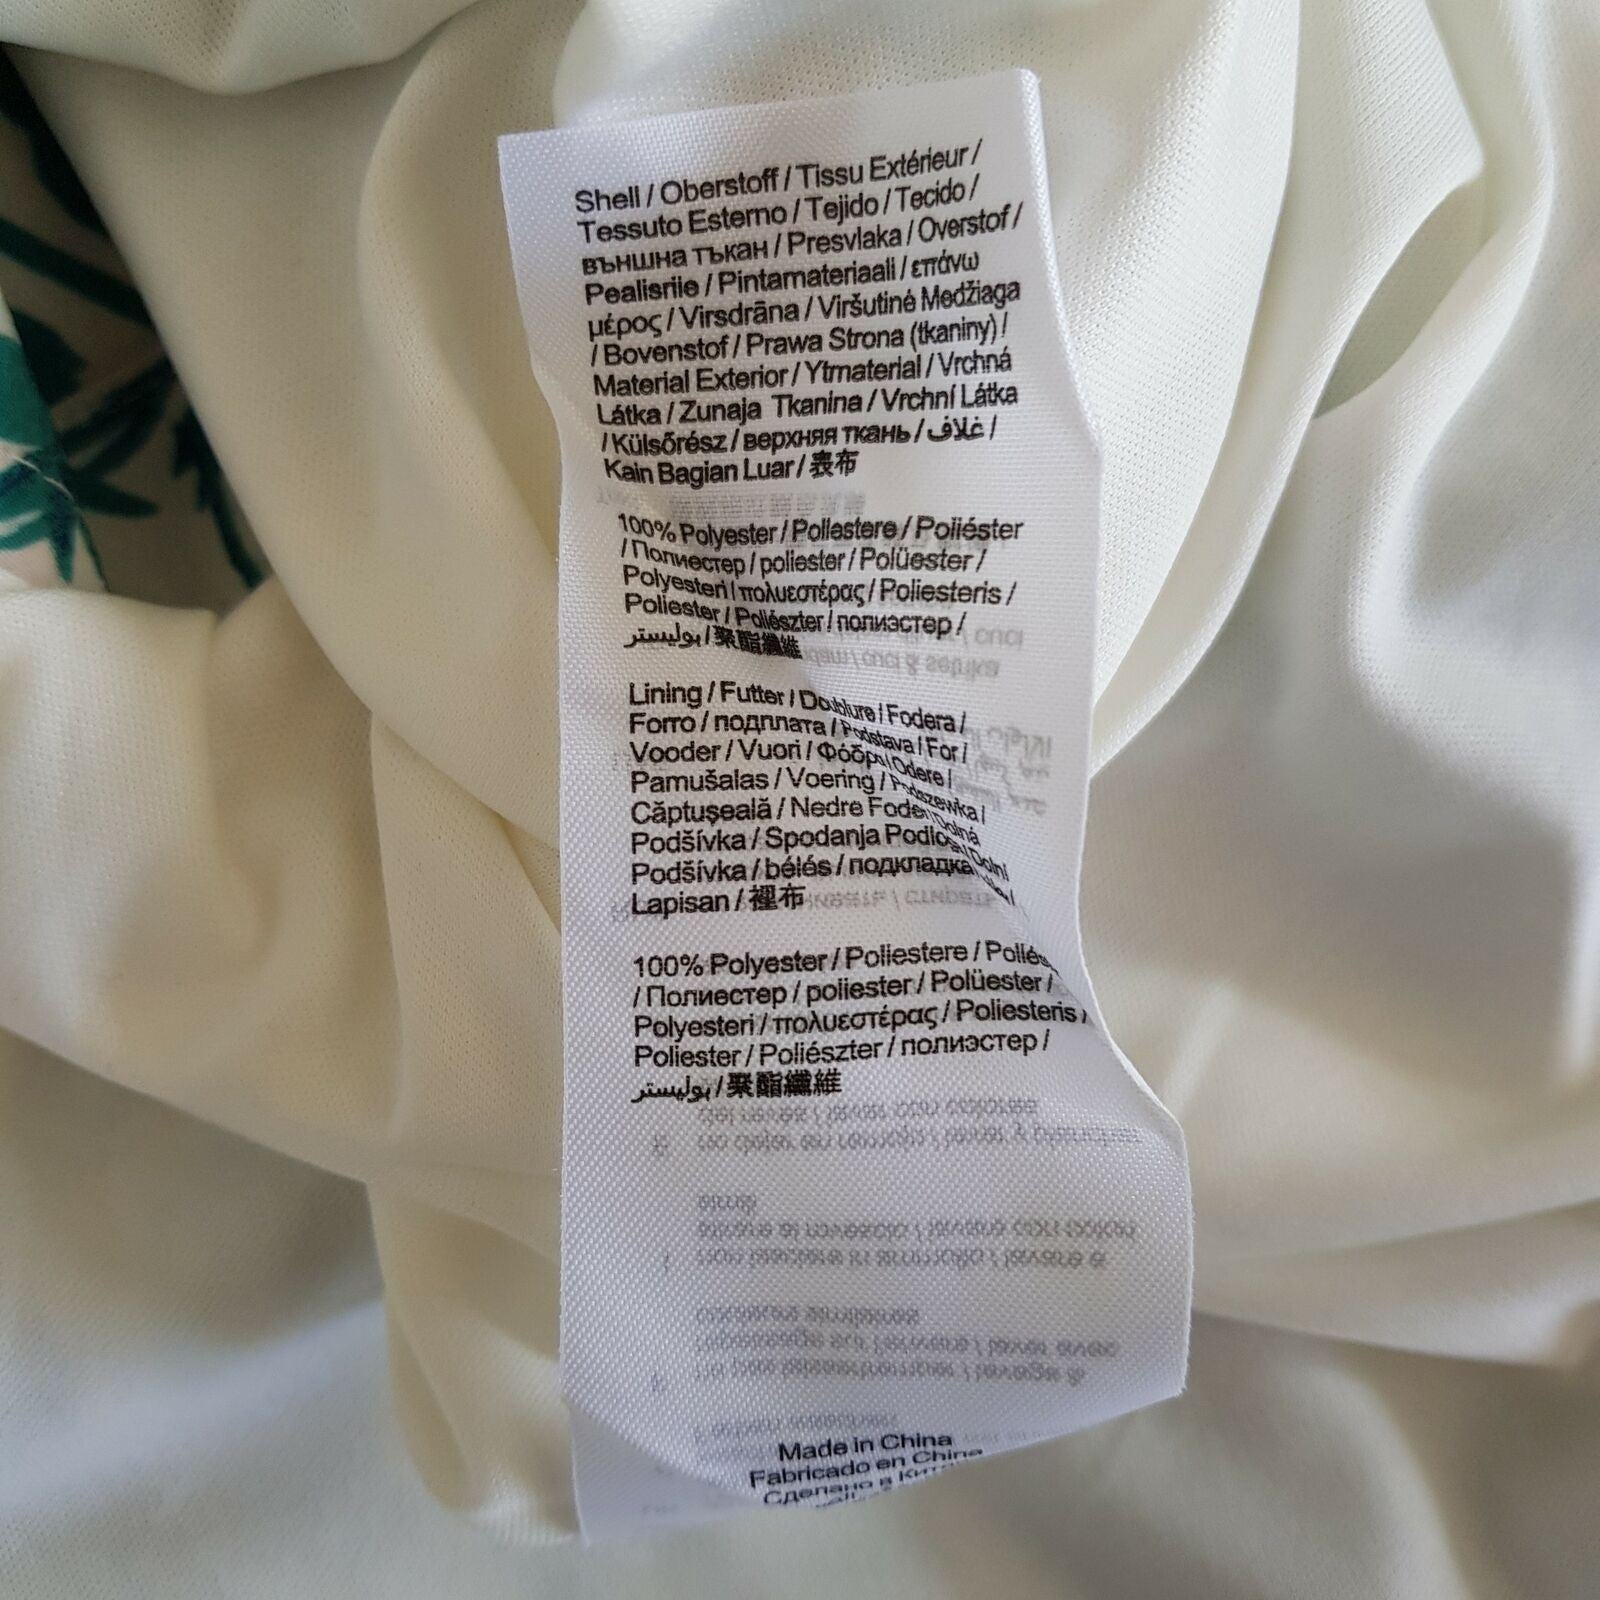 Shell / Oberstoff / Tissu Extérieur /
Tessuto Esterno / Tejido / Tecido /
външна тъкан / Presvlaka / Overstof /
Pealisriie / Pintamateriaali / επάνω
μέρος / Virsdrāna / Viršutinė Medžiaga
/ Bovenstof / Prawa Strona (tkaniny) /
Material Exterior / Ytmaterial / Vrchná
Látka / Zunaja Tkanina / Vrchní Látka
/ Külsőrész / верхняя ткань / غلاف /
Kain Bagian Luar / 表布
100% Polyester / Poliestere / Poliéster
/ Полиестер / poliester / Polüester /
Polyesteri / πολυεστέρας / Poliesteris /
Poliester / Poliészter / полиэстер /
بوليستر / 聚酯纖維
Lining / Futter / Doublure / Fodera /
Forro / подплата / Podstava / For /
Vooder / Vuori / Φόδρα / Odere /
Pamušalas / Voering / Podszewka /
Căptușeală / Nedre Foder / Dolná
Podšívka / Spodanja / Dolní
Podšívka / bélés / подкладка /
Lapisan / 裡布
100% Polyester / Poliestere /
/ Полиестер / poliester / Polüester /
Polyesteri / πολυεστέρας / Poliesteris /
Poliester / Poliészter / полиэстер /
بوليستر / 聚酯纖維
Made in China
Fabricado en China
Сделано в